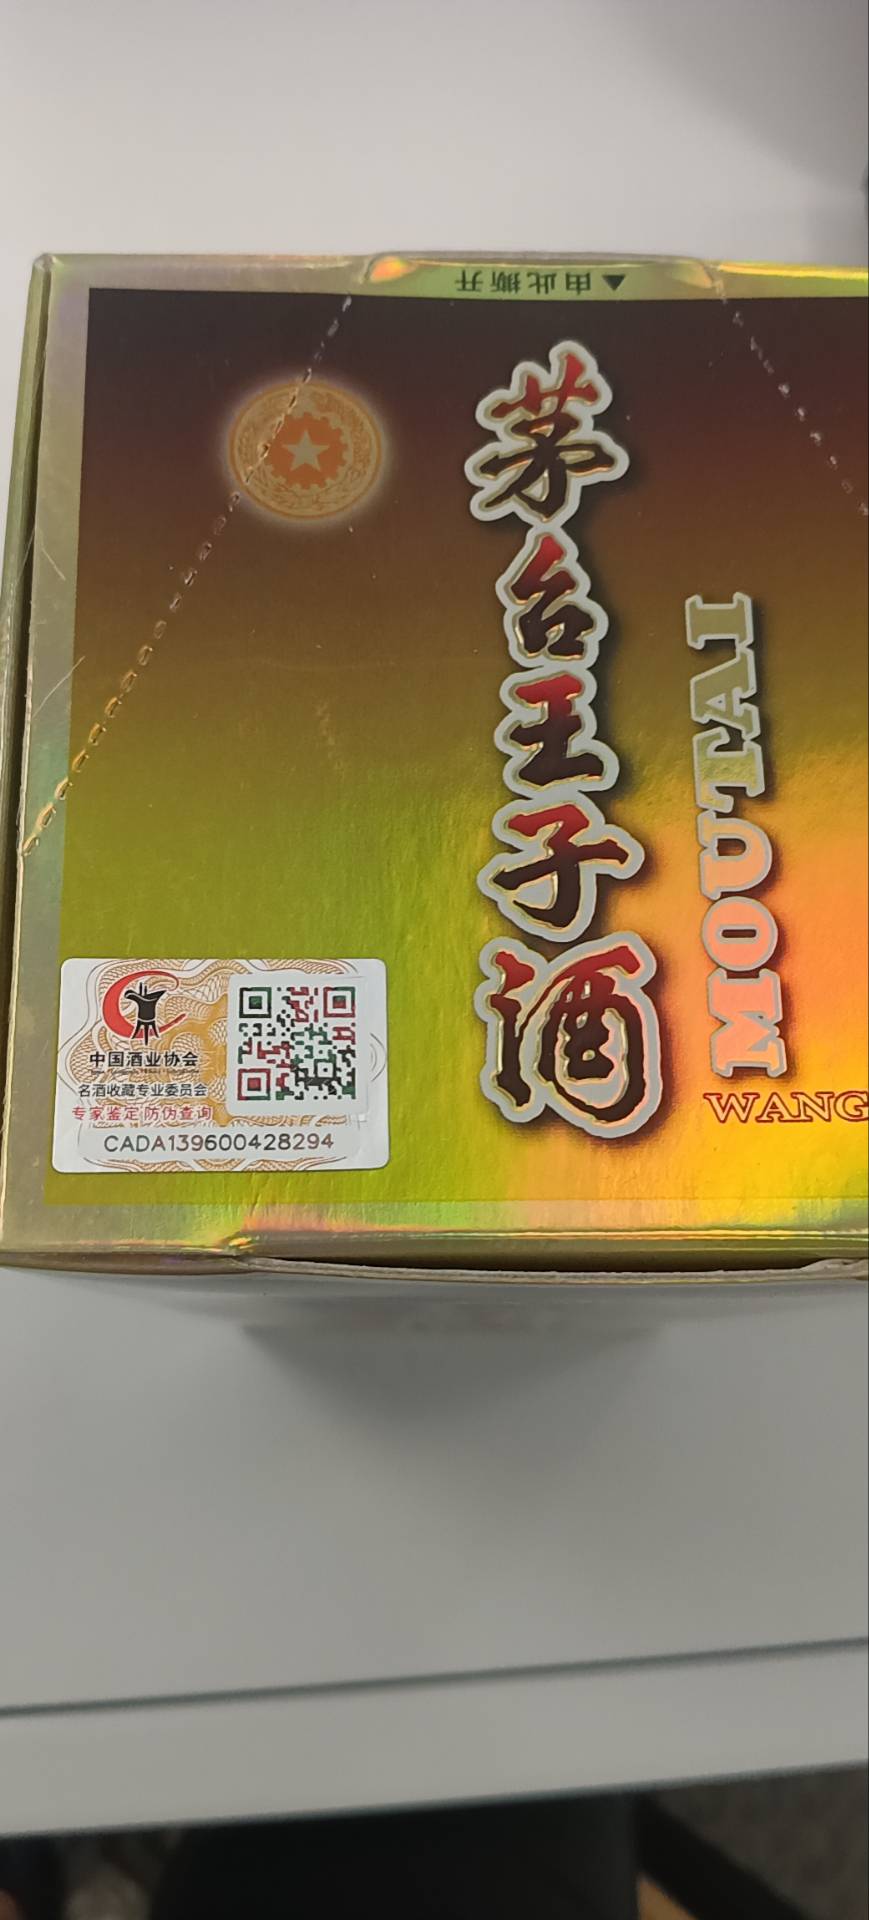 ▲由此撕开
茅台王子酒
MOUTAI
WANG
中国酒业协会
名酒收藏专业委员会
专家鉴定 防伪查询
CADA139600428294